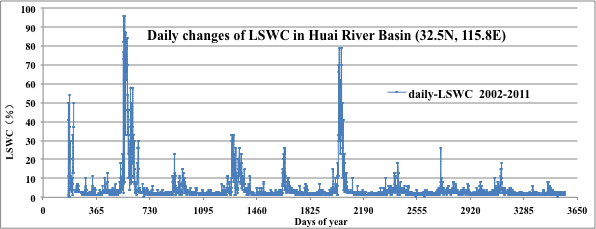 100
90
80
70
60
50
40
30
20
10
0
LSWC (%)
Daily changes of LSWC in Huai River Basin (32.5N, 115.8E)
daily-LSWC 2002-2011
0 365 730 1095 1460 1825 2190 2555 2920 3285 3650
Days of year